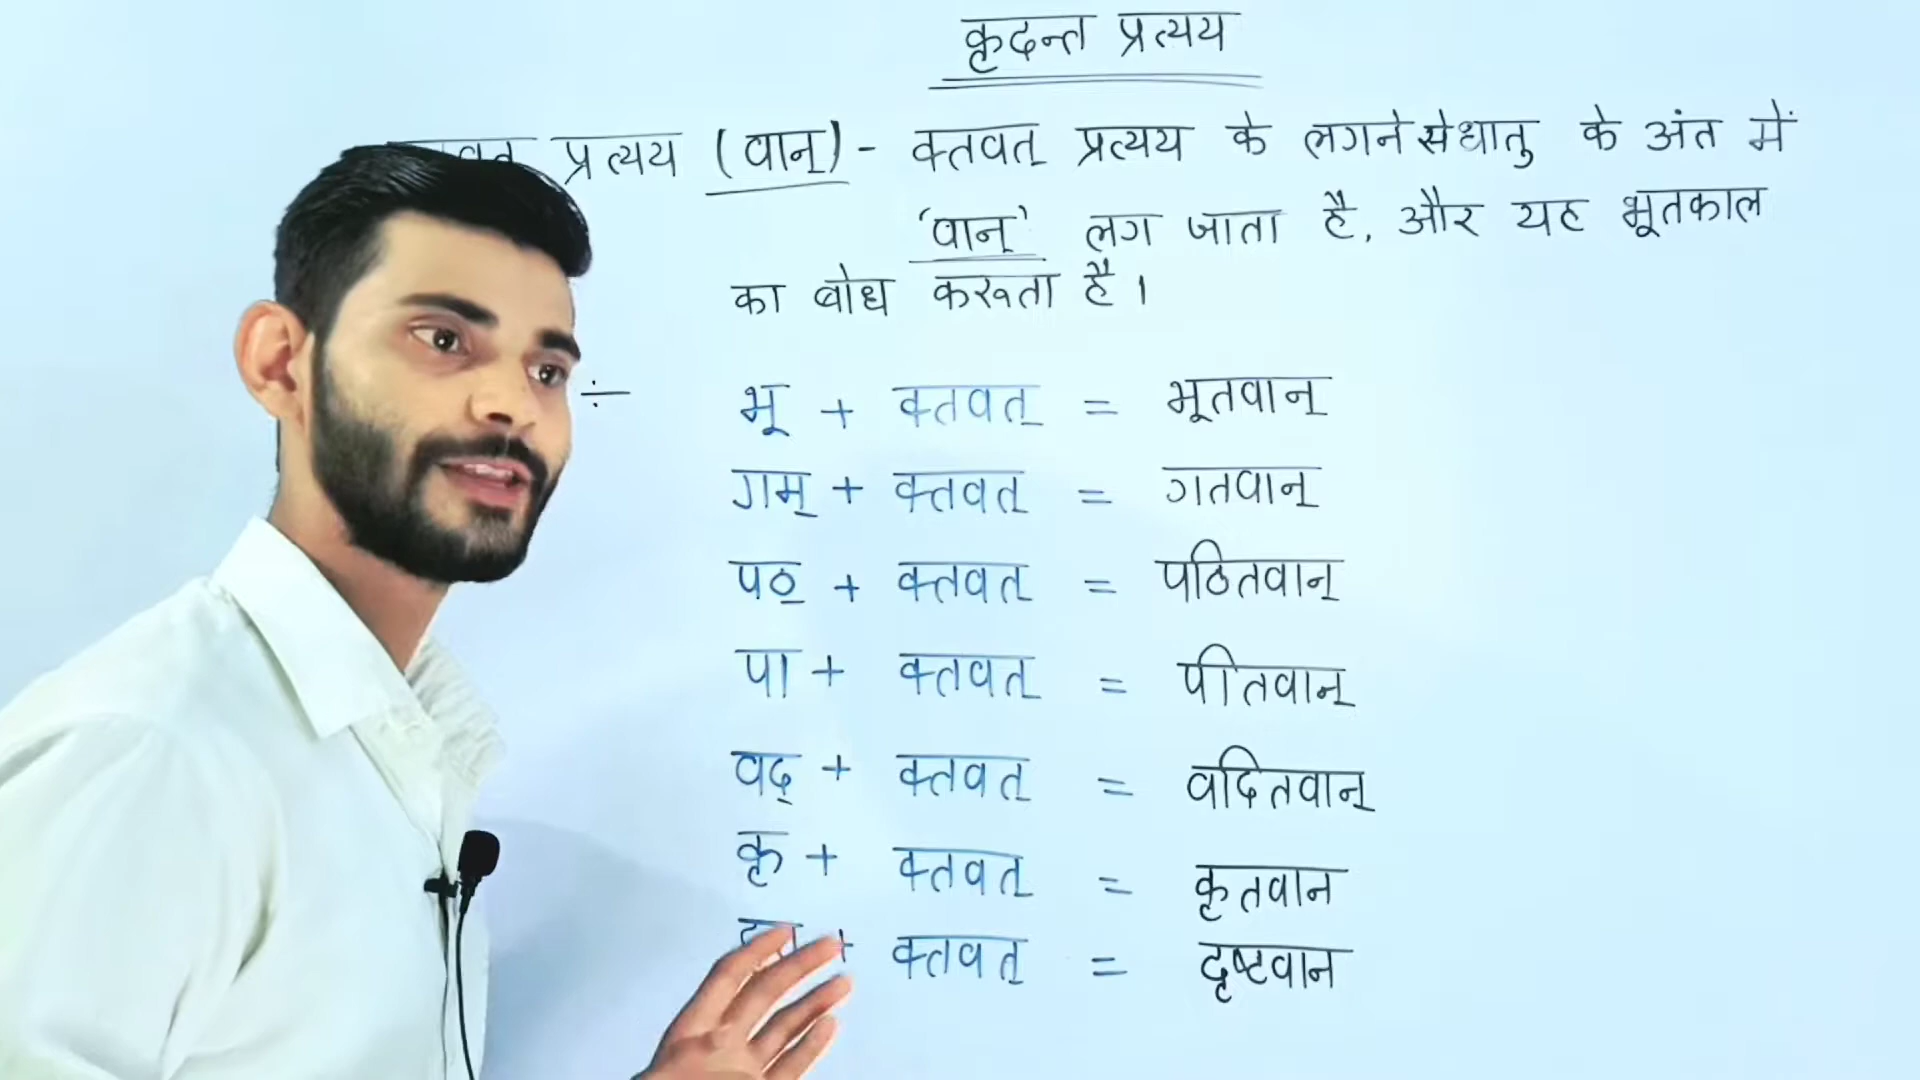 कृदन्त प्रत्यय
प्रत्यय (वान्) - क्तवत् प्रत्यय के लगने से धातु के अंत में
'वान्' लग जाता है, और यह भूतकाल
का बोध करता है।
÷ भू + क्तवत् = भूतवान्
गम् + क्तवत् = गतवान्
पठ् + क्तवत् = पठितवान्
पा + क्तवत् = पीतवान्
वद् + क्तवत् = वदितवान्
कृ + क्तवत् = कृतवान
+ क्तवत् = दृष्टवान